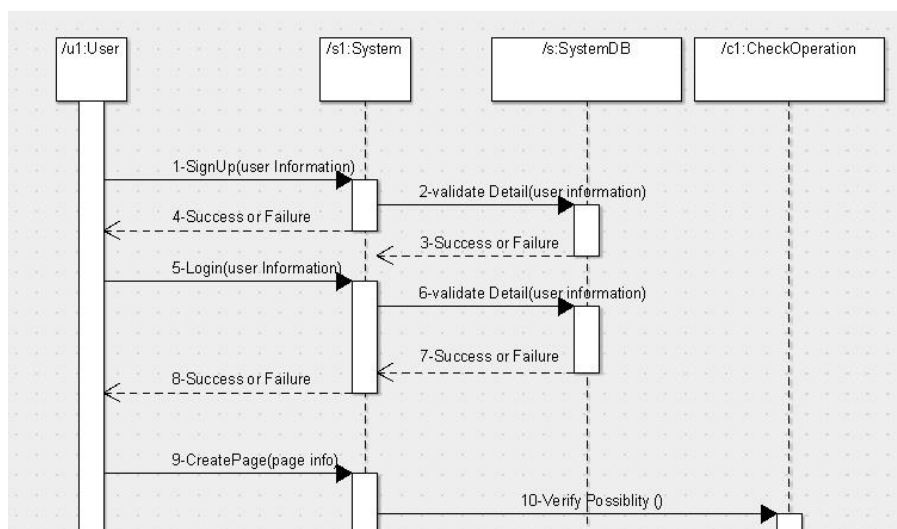 /u1:User
/s1:System
/s:SystemDB
/c1:CheckOperation
1-SignUp(user Information)
2-validate Detail(user information)
4-Success or Failure
3-Success or Failure
5-Login(user Information)
6-validate Detail(user information)
7-Success or Failure
8-Success or Failure
9-CreatePage(page info)
10-Verify Possiblity ()